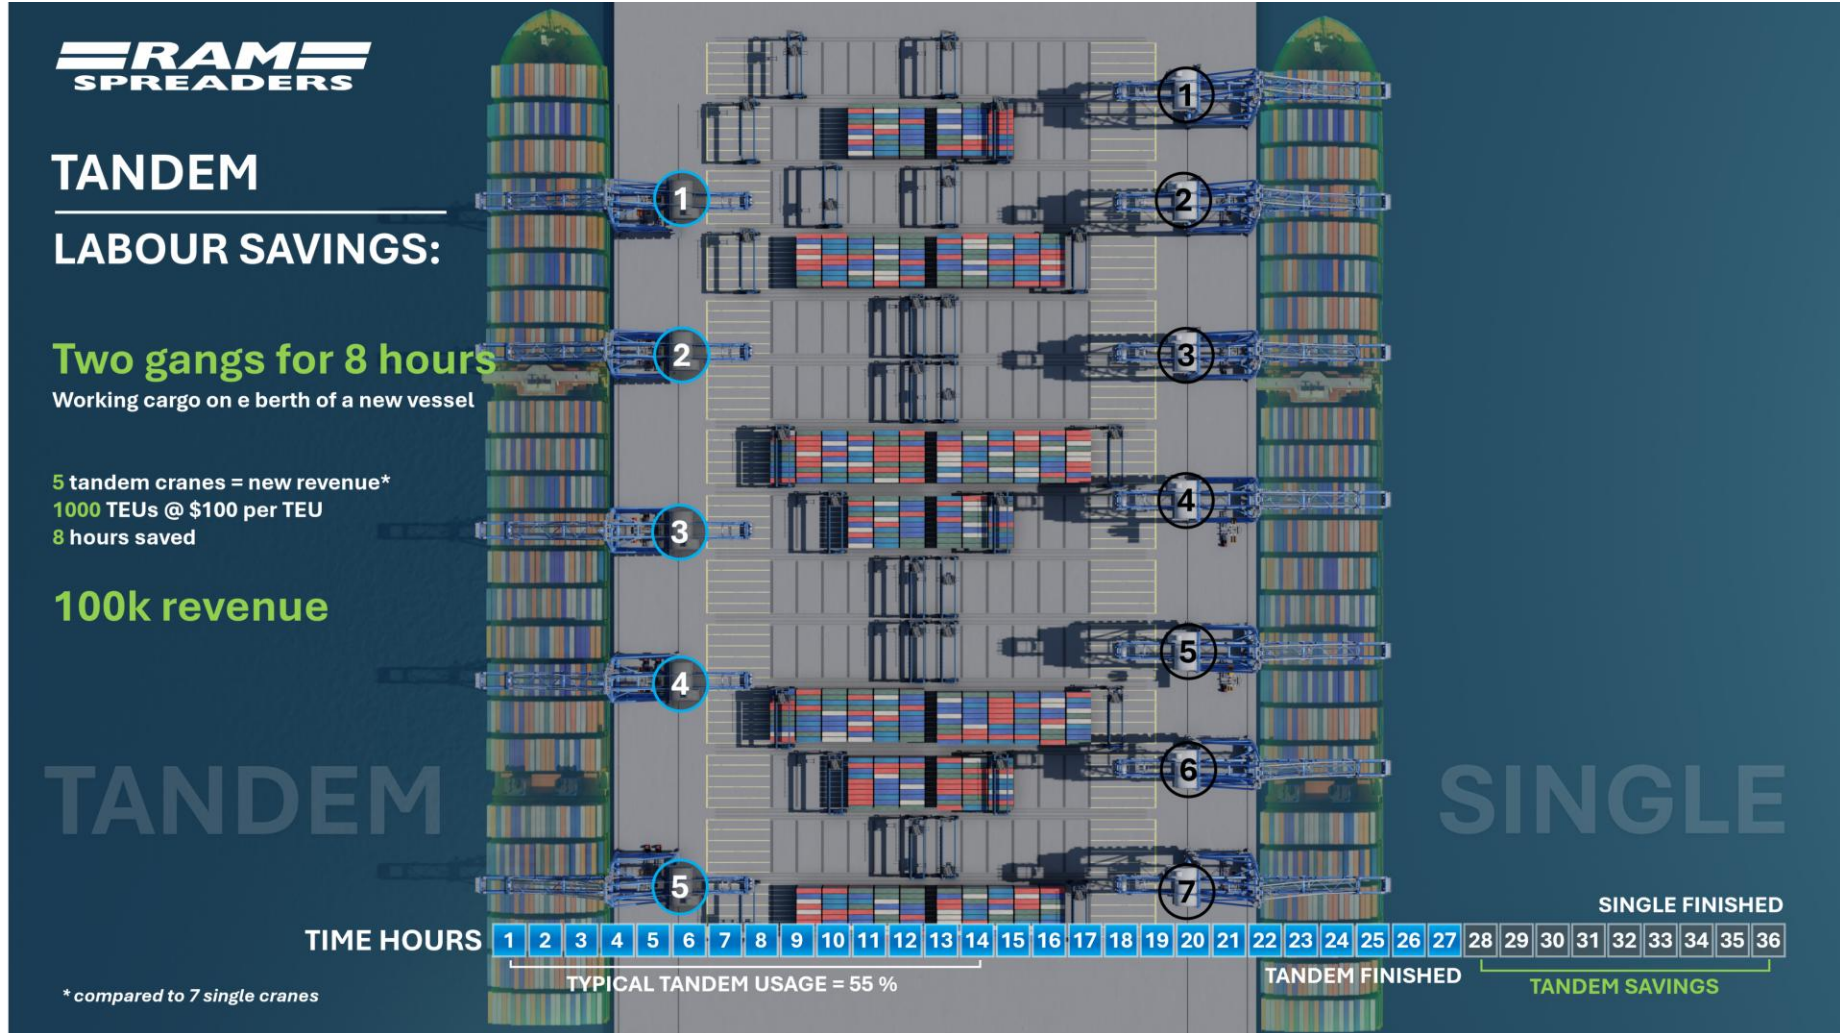 RAM
SPREADERS
TANDEM
LABOUR SAVINGS:
Two gangs for 8 hours
Working cargo on e berth of a new vessel
5 tandem cranes = new revenue*
1000 TEUs @ $100 per TEU
8 hours saved
100k revenue
1
2
3
4
5
1
2
3
4
5
6
7
TANDEM
SINGLE
SINGLE FINISHED
TIME HOURS 1 2 3 4 5 6 7 8 9 10 11 12 13 14 15 16 17 18 19 20 21 22 23 24 25 26 27 28 29 30 31 32 33 34 35 36
TYPICAL TANDEM USAGE = 55 %
TANDEM FINISHED
TANDEM SAVINGS
* compared to 7 single cranes